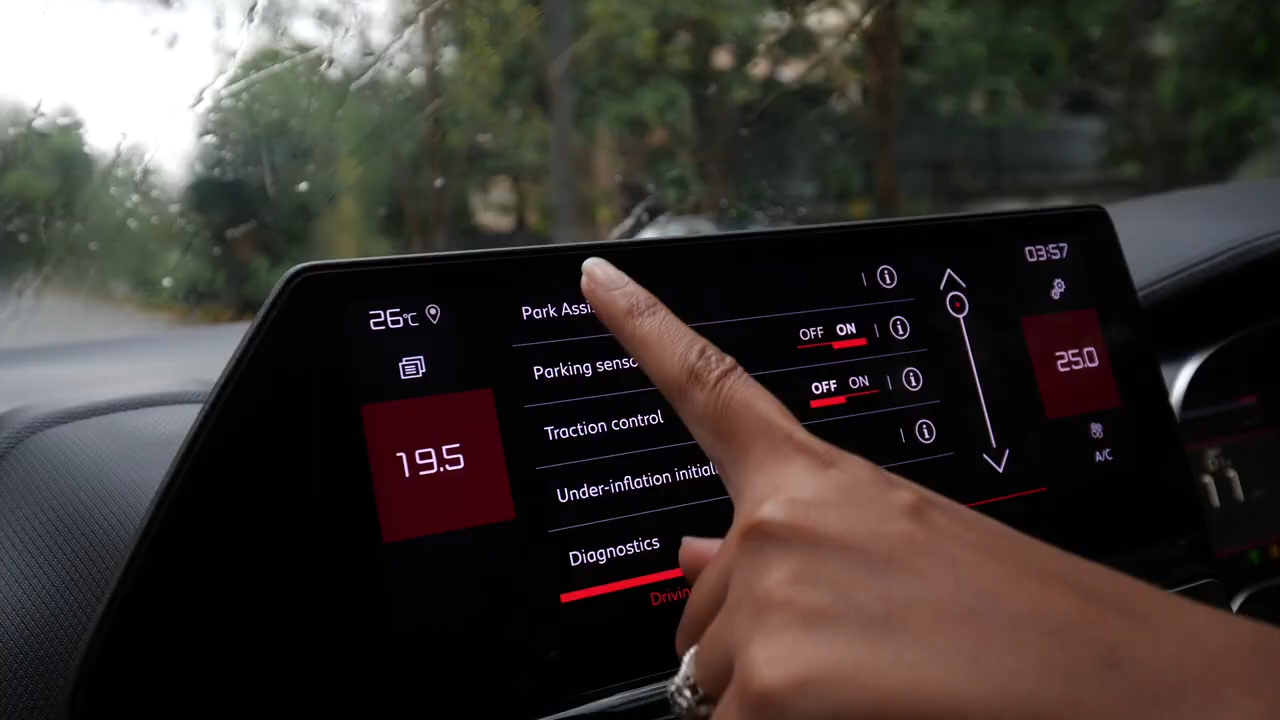 26°C
19.5
Park Assis
Parking senso
OFF ON
Traction control
OFF ON
Under-inflation initial
Diagnostics
Drivin
03:57
25.0
A/C